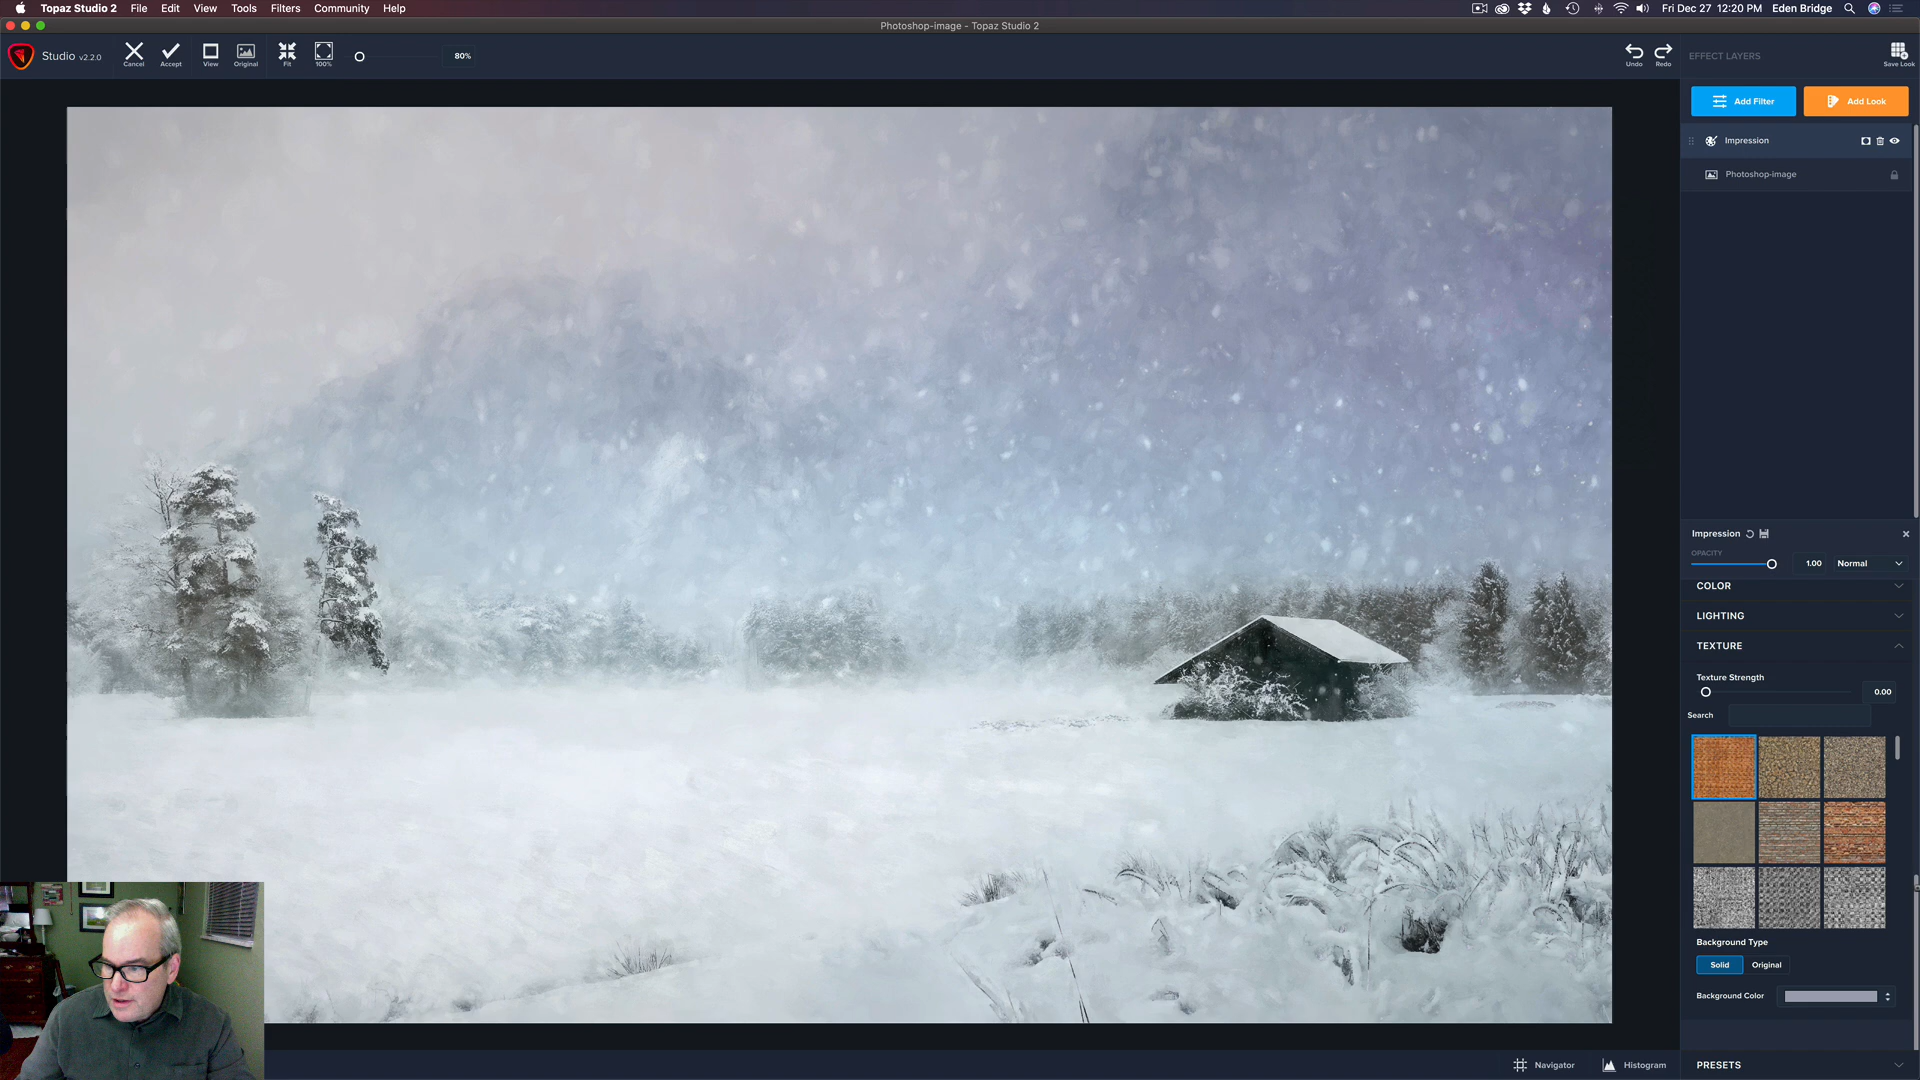 Topaz Studio 2 File Edit View Tools Filters Community Help Fri Dec 27 12:20 PM Eden Bridge
Photoshop-image - Topaz Studio 2
Studio v2.2.0 Cancel Accept View Original Fit 100% 80% Undo Redo EFFECT LAYERS Save Look
Add Filter Add Look
Impression
Photoshop-image
Impression
OPACITY
1.00 Normal
COLOR
LIGHTING
TEXTURE
Texture Strength
0.00
Search
Background Type
Solid Original
Background Color
Navigator Histogram PRESETS